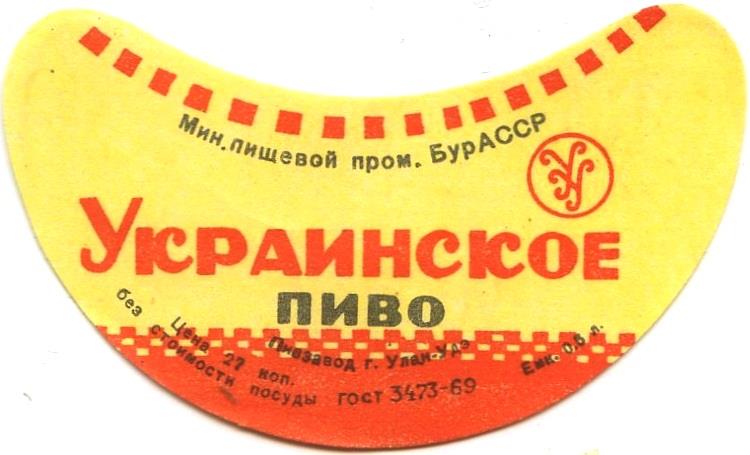 Мин. пищевой пром. БурАССР
УКРАИНСКОЕ
ПИВО
Цена 27 коп.
без стоимости посуды
Пивзавод г. Улан-Удэ
ГОСТ 3473-69
Емк. 0,5 л.